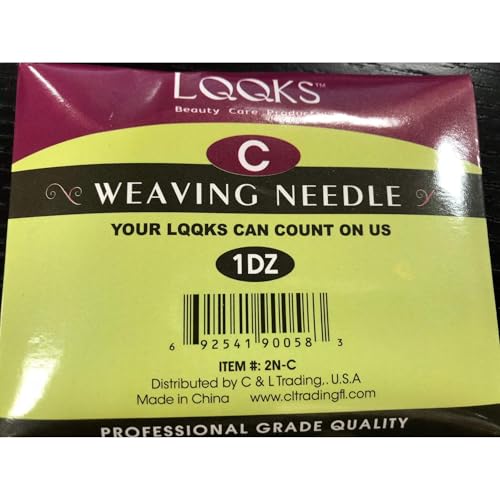 LQQKS™
Beauty Care Products
C
WEAVING NEEDLE
YOUR LQQKS CAN COUNT ON US
1DZ
6 92541 90058 3
ITEM #: 2N-C
Distributed by C & L Trading,. U.S.A
Made in China www.cltradingfl.com
PROFESSIONAL GRADE QUALITY